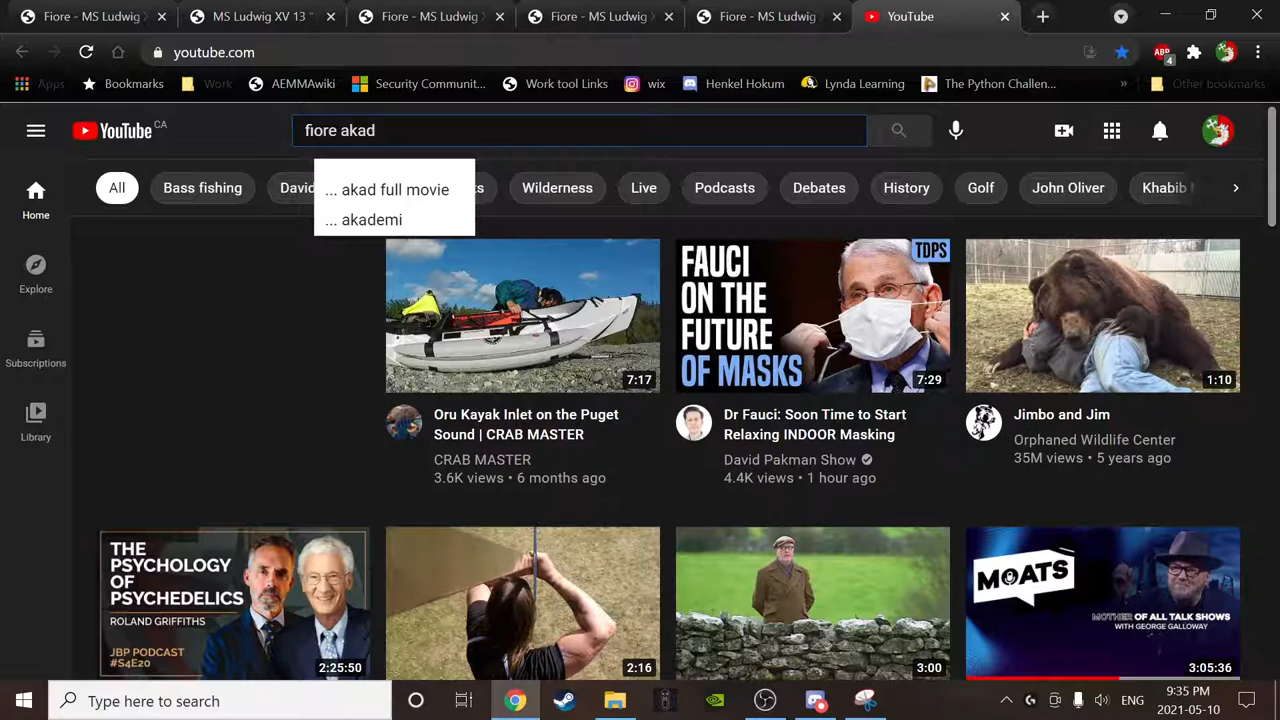 Fiore - MS Ludwig
MS Ludwig XV 13 "
Fiore - MS Ludwig
Fiore - MS Ludwig
Fiore - MS Ludwig
YouTube
youtube.com
4
Apps
Bookmarks
Work
AEMMAwiki
Security Communit...
Work tool Links
wix
Henkel Hokum
Lynda Learning
The Python Challen...
Other bookmarks
YouTube CA
fiore akad
... akad full movie
... akademi
All
Bass fishing
David
Wilderness
Live
Podcasts
Debates
History
Golf
John Oliver
Khabib
Home
Explore
Subscriptions
Library
7:17
Oru Kayak Inlet on the Puget
Sound | CRAB MASTER
CRAB MASTER
3.6K views • 6 months ago
FAUCI
ON THE
FUTURE
OF MASKS
TDPS
7:29
Dr Fauci: Soon Time to Start
Relaxing INDOOR Masking
David Pakman Show
4.4K views • 1 hour ago
1:10
Jimbo and Jim
Orphaned Wildlife Center
35M views • 5 years ago
THE
PSYCHOLOGY
OF
PSYCHEDELICS
ROLAND GRIFFITHS
JBP PODCAST
#S4E20
2:25:50
2:16
3:00
MOATS
MOTHER OF ALL TALK SHOWS
WITH GEORGE GALLOWAY
3:05:36
Type here to search
ENG
9:35 PM
2021-05-10